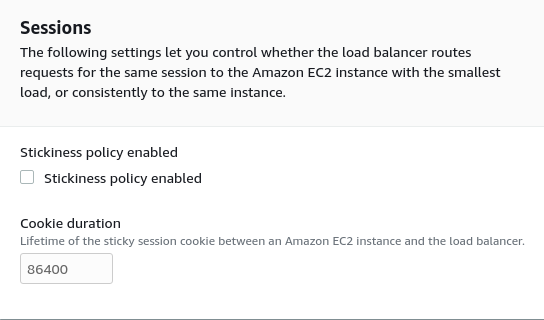 Sessions
The following settings let you control whether the load balancer routes
requests for the same session to the Amazon EC2 instance with the smallest
load, or consistently to the same instance.
Stickiness policy enabled
Stickiness policy enabled
Cookie duration
Lifetime of the sticky session cookie between an Amazon EC2 instance and the load balancer.
86400